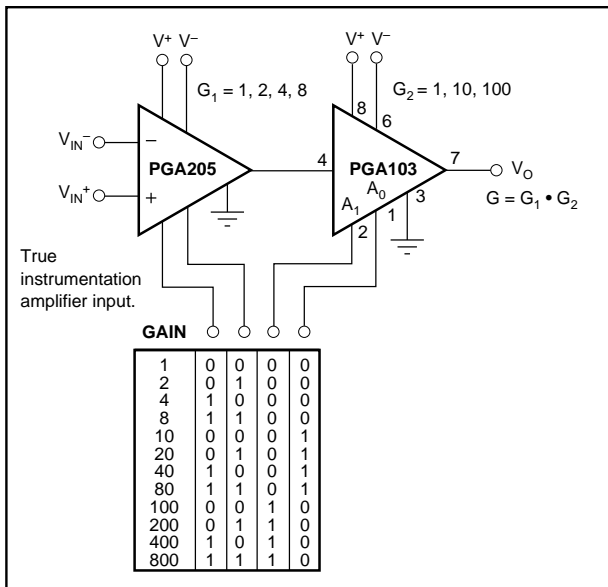 V+ V–
V+ V–
G1 = 1, 2, 4, 8
G2 = 1, 10, 100
8
6
VIN–
–
PGA205
4
PGA103
7
VO
VIN+
+
A0
A1
3
1
2
G = G1 • G2
True
instrumentation
amplifier input.
GAIN
1 0 0 0 0
2 0 1 0 0
4 1 0 0 0
8 1 1 0 0
10 0 0 0 1
20 0 1 0 1
40 1 0 0 1
80 1 1 0 1
100 0 0 1 0
200 0 1 1 0
400 1 0 1 0
800 1 1 1 0